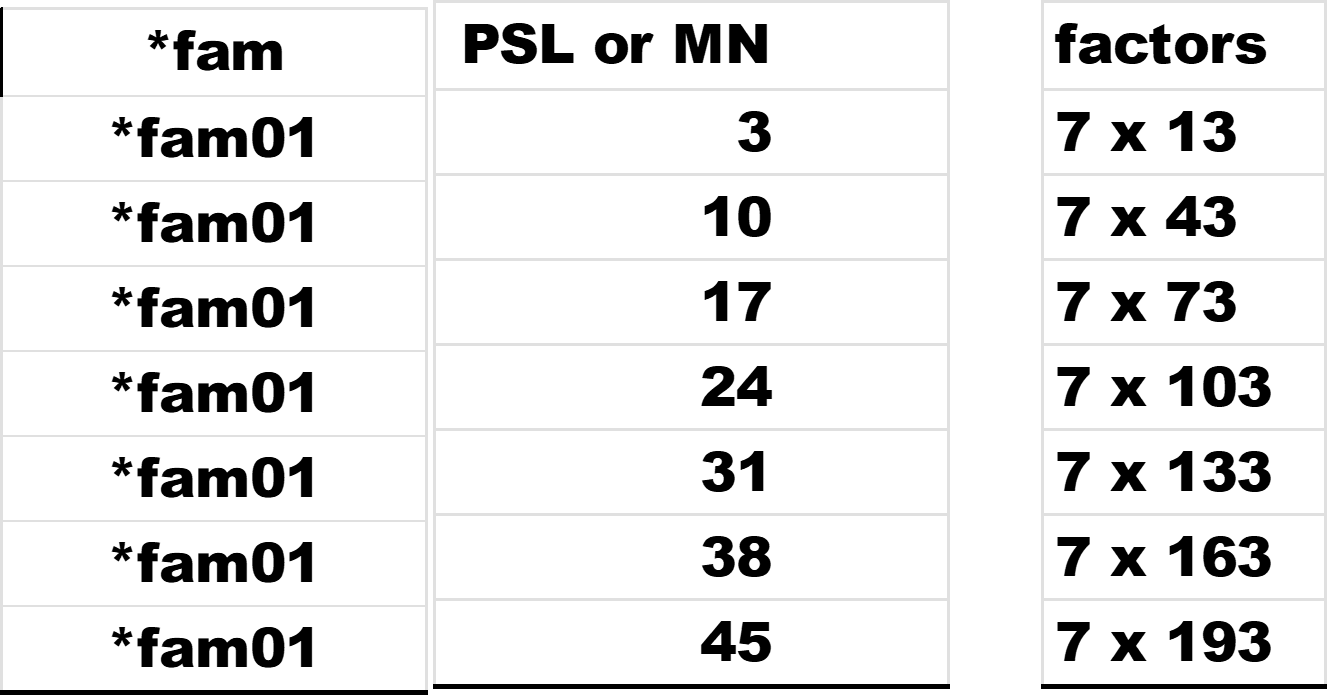 *fam PSL or MN factors
*fam01 3 7 x 13
*fam01 10 7 x 43
*fam01 17 7 x 73
*fam01 24 7 x 103
*fam01 31 7 x 133
*fam01 38 7 x 163
*fam01 45 7 x 193